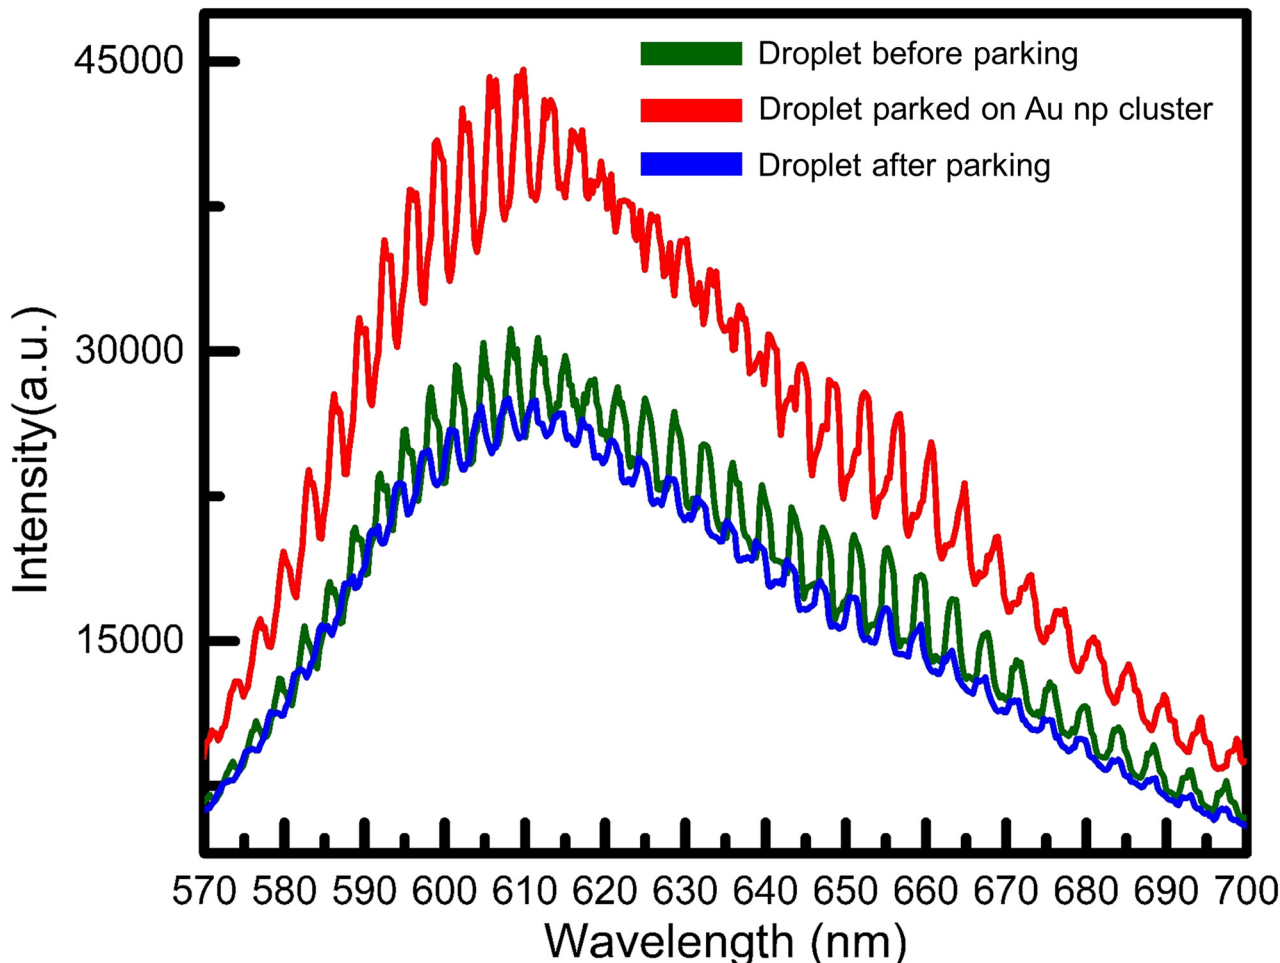 45000
30000
15000
Intensity(a.u.)
Droplet before parking
Droplet parked on Au np cluster
Droplet after parking
570 580 590 600 610 620 630 640 650 660 670 680 690 700
Wavelength (nm)